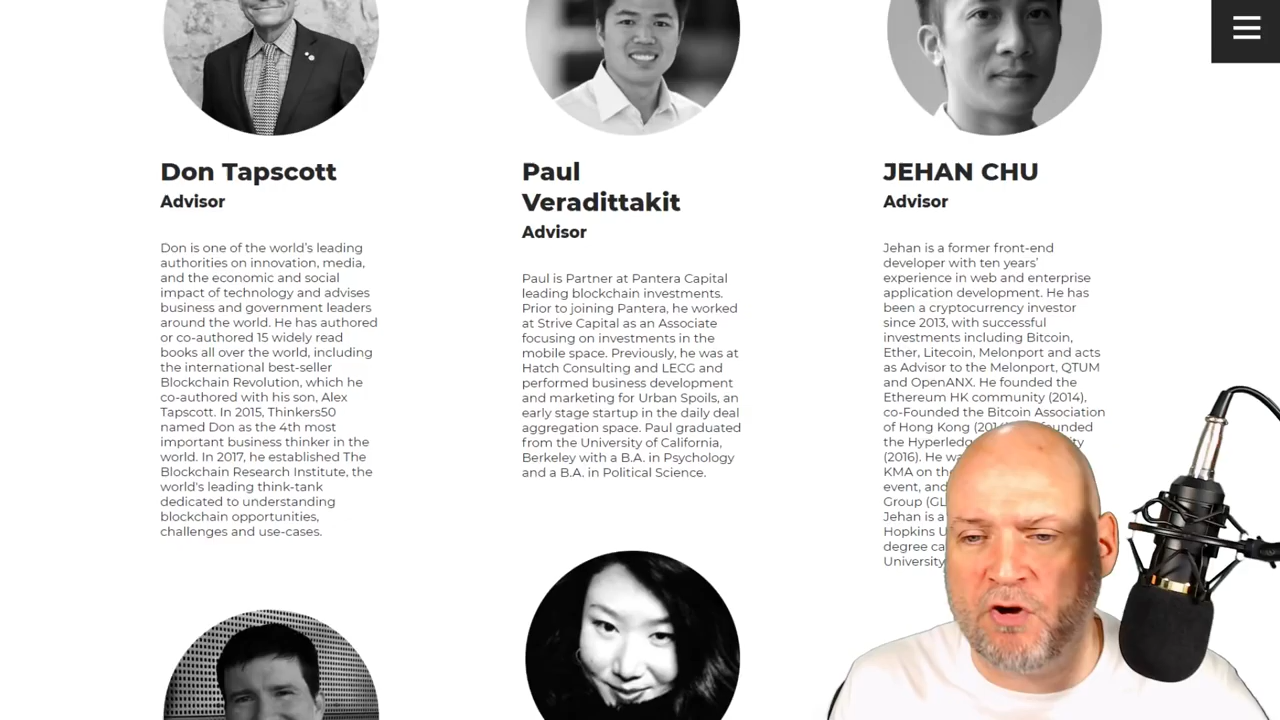 Don Tapscott
Advisor
Don is one of the world's leading
authorities on innovation, media,
and the economic and social
impact of technology and advises
business and government leaders
around the world. He has authored
or co-authored 15 widely read
books all over the world, including
the international best-seller
Blockchain Revolution, which he
co-authored with his son, Alex
Tapscott. In 2015, Thinkers50
named Don as the 4th most
important business thinker in the
world. In 2017, he established The
Blockchain Research Institute, the
world's leading think-tank
dedicated to understanding
blockchain opportunities,
challenges and use-cases.
Paul
Veradittakit
Advisor
Paul is Partner at Pantera Capital
leading blockchain investments.
Prior to joining Pantera, he worked
at Strive Capital as an Associate
focusing on investments in the
mobile space. Previously, he was at
Hatch Consulting and LECG and
performed business development
and marketing for Urban Spoils, an
early stage startup in the daily deal
aggregation space. Paul graduated
from the University of California,
Berkeley with a B.A. in Psychology
and a B.A. in Political Science.
JEHAN CHU
Advisor
Jehan is a former front-end
developer with ten years'
experience in web and enterprise
application development. He has
been a cryptocurrency investor
since 2013, with successful
investments including Bitcoin,
Ether, Litecoin, Melonport and acts
as Advisor to the Melonport, QTUM
and OpenANX. He founded the
Ethereum HK community (2014),
co-Founded the Bitcoin Association
of Hong Kong
the
(2016). He
KMA on the
event, and
Group
Jehan is a
Hopkins
degree
University